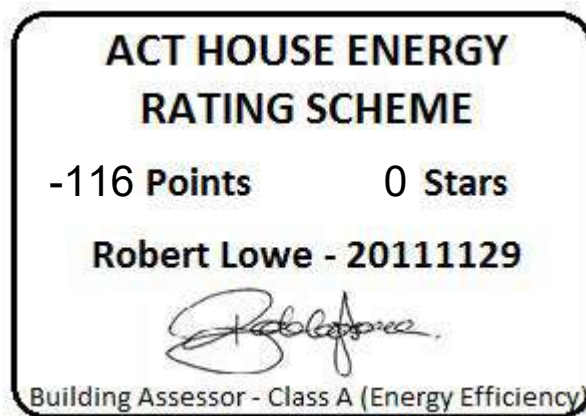 ACT HOUSE ENERGY
RATING SCHEME
-116 Points 0 Stars
Robert Lowe - 20111129
Building Assessor - Class A (Energy Efficiency)